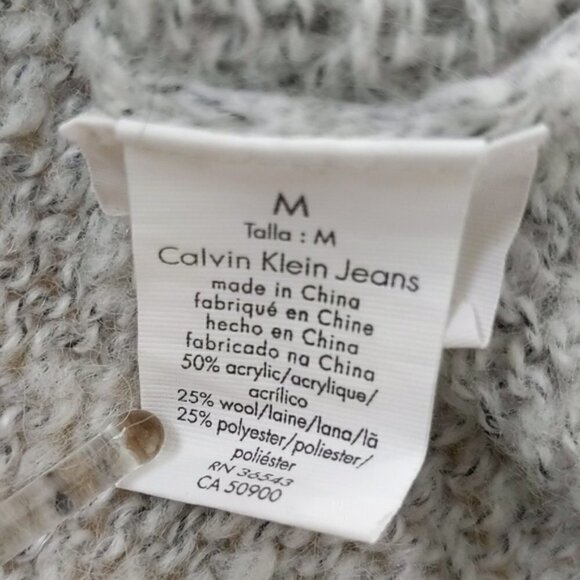 M
Talla : M
Calvin Klein Jeans
made in China
fabriqué en Chine
hecho en China
fabricado na China
50% acrylic/acrylique/
acrílico
25% wool/laine/lana/lã
25% polyester/poliester/
poliéster
RN 36543
CA 50900